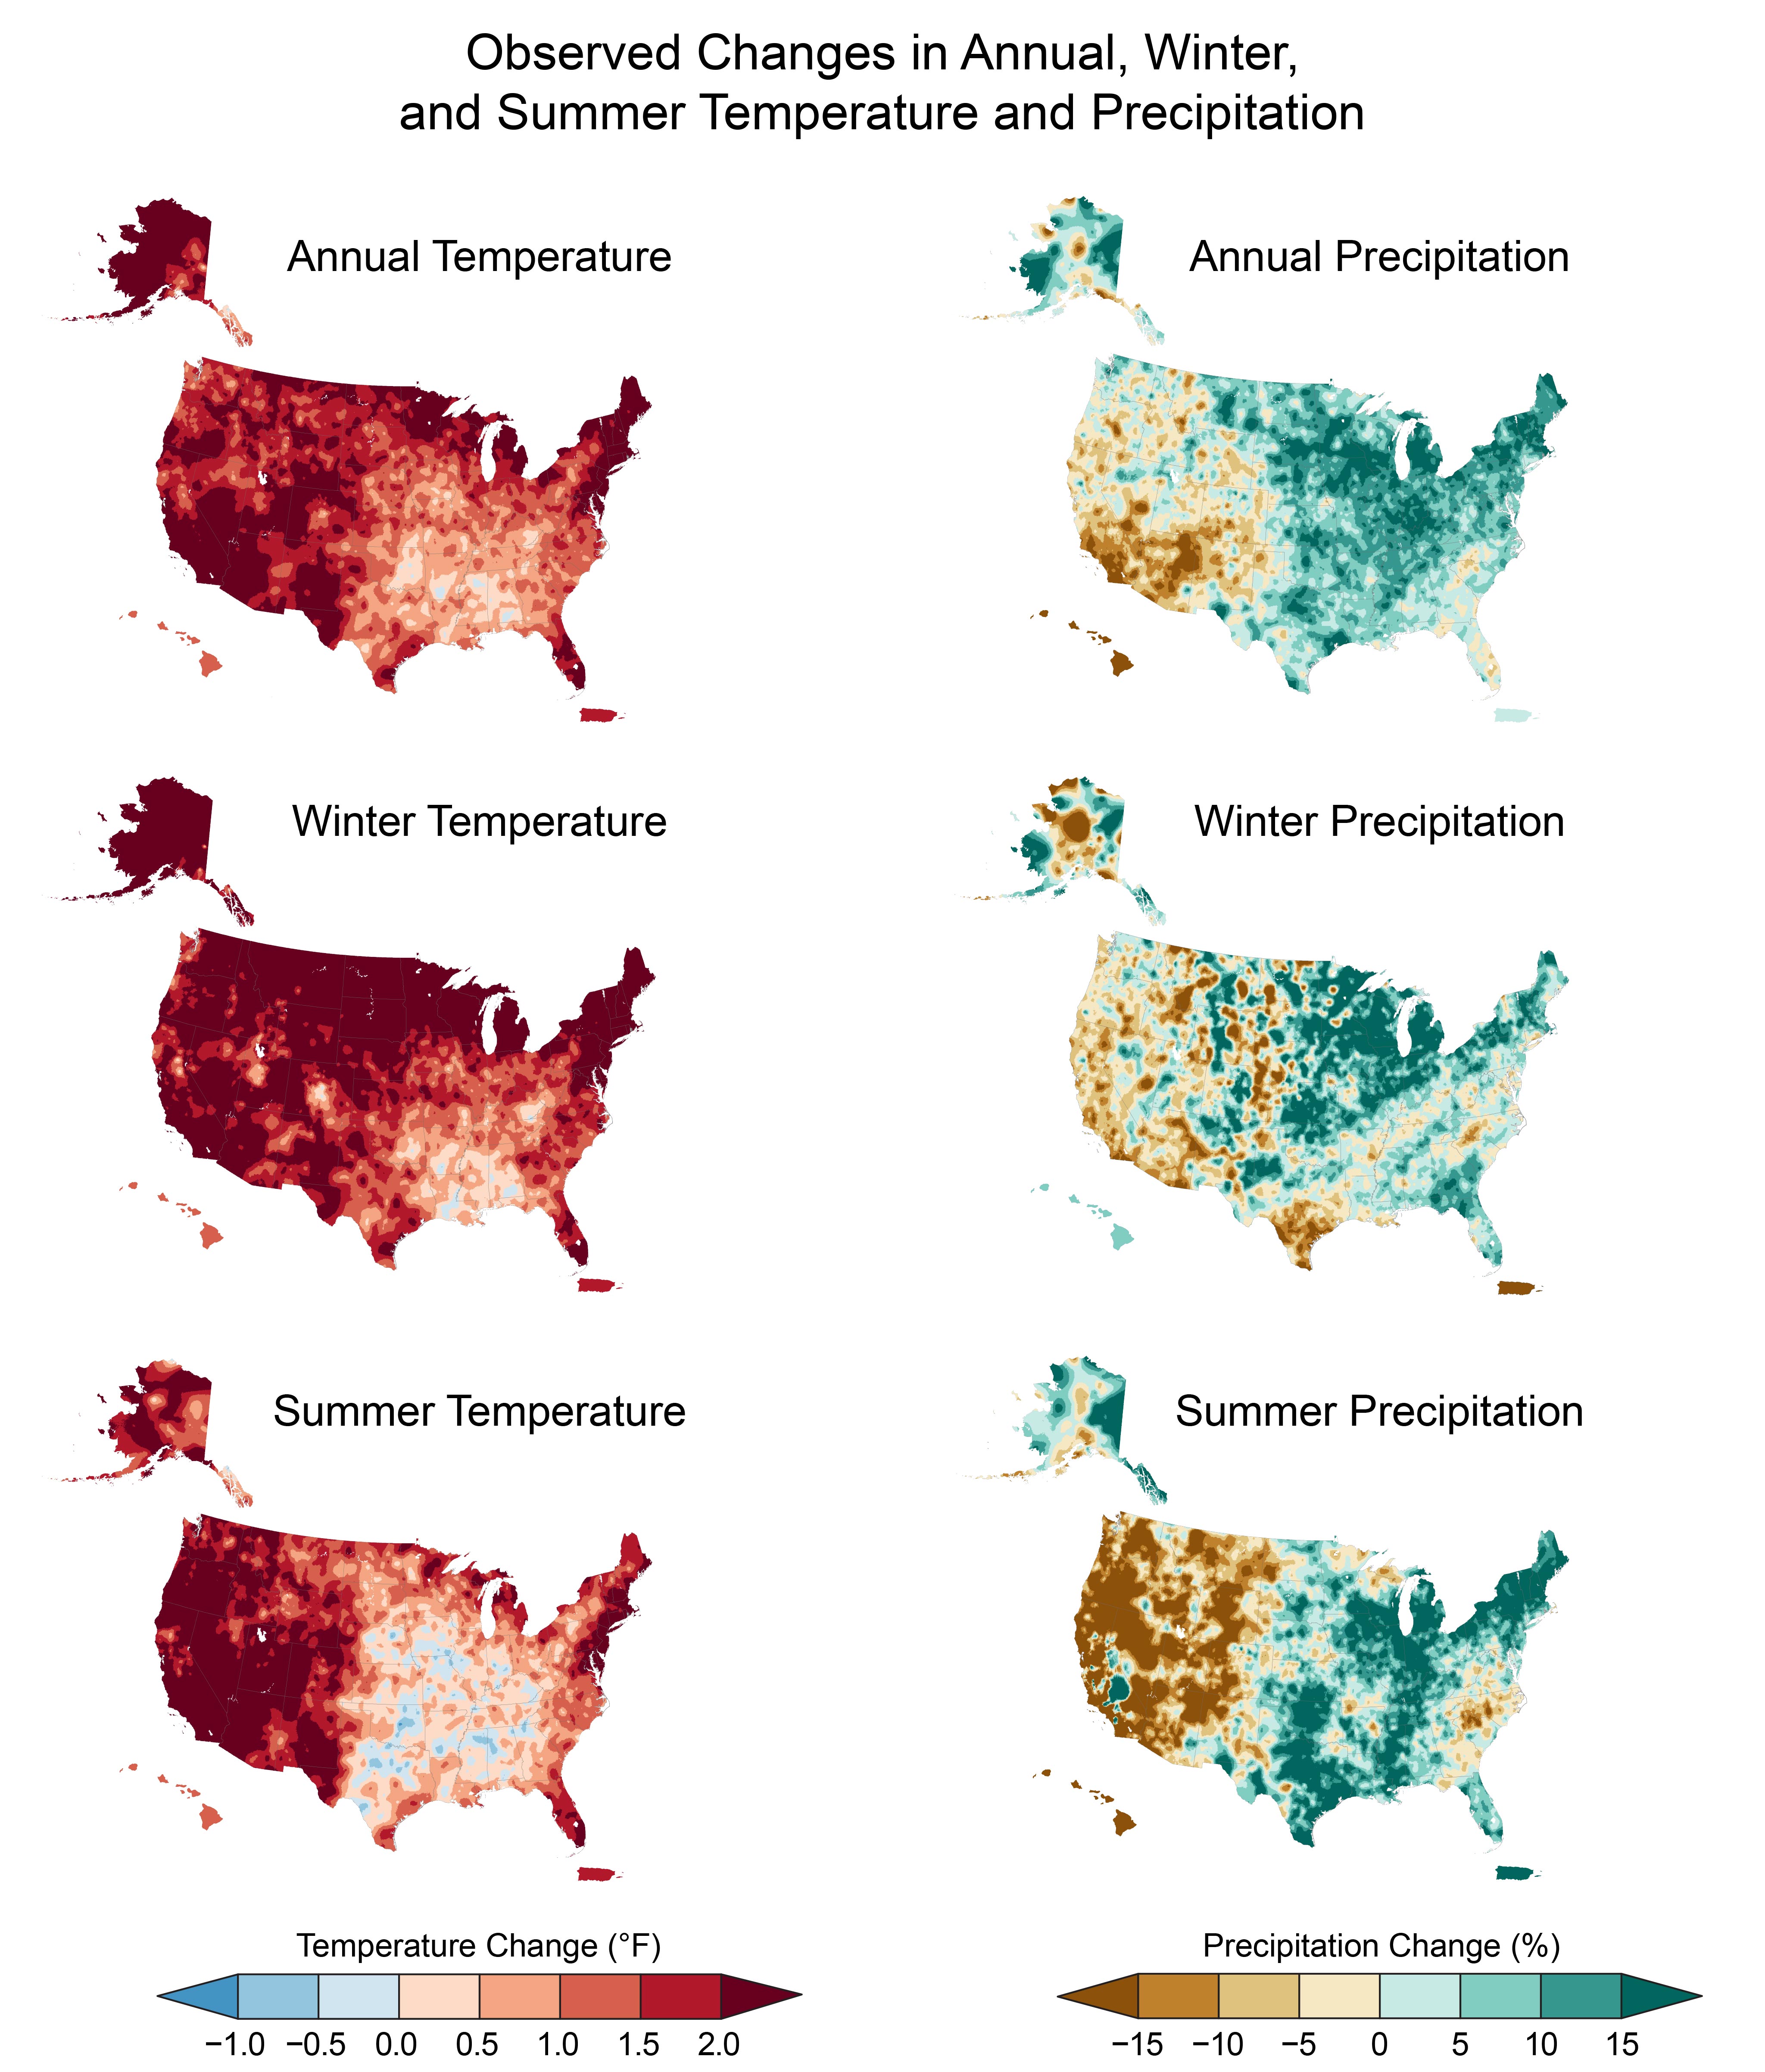 Observed Changes in Annual, Winter,
and Summer Temperature and Precipitation
Annual Temperature
Annual Precipitation
Winter Temperature
Winter Precipitation
Summer Temperature
Summer Precipitation
Temperature Change (°F)
−1.0 −0.5 0.0 0.5 1.0 1.5 2.0
Precipitation Change (%)
−15 −10 −5 0 5 10 15